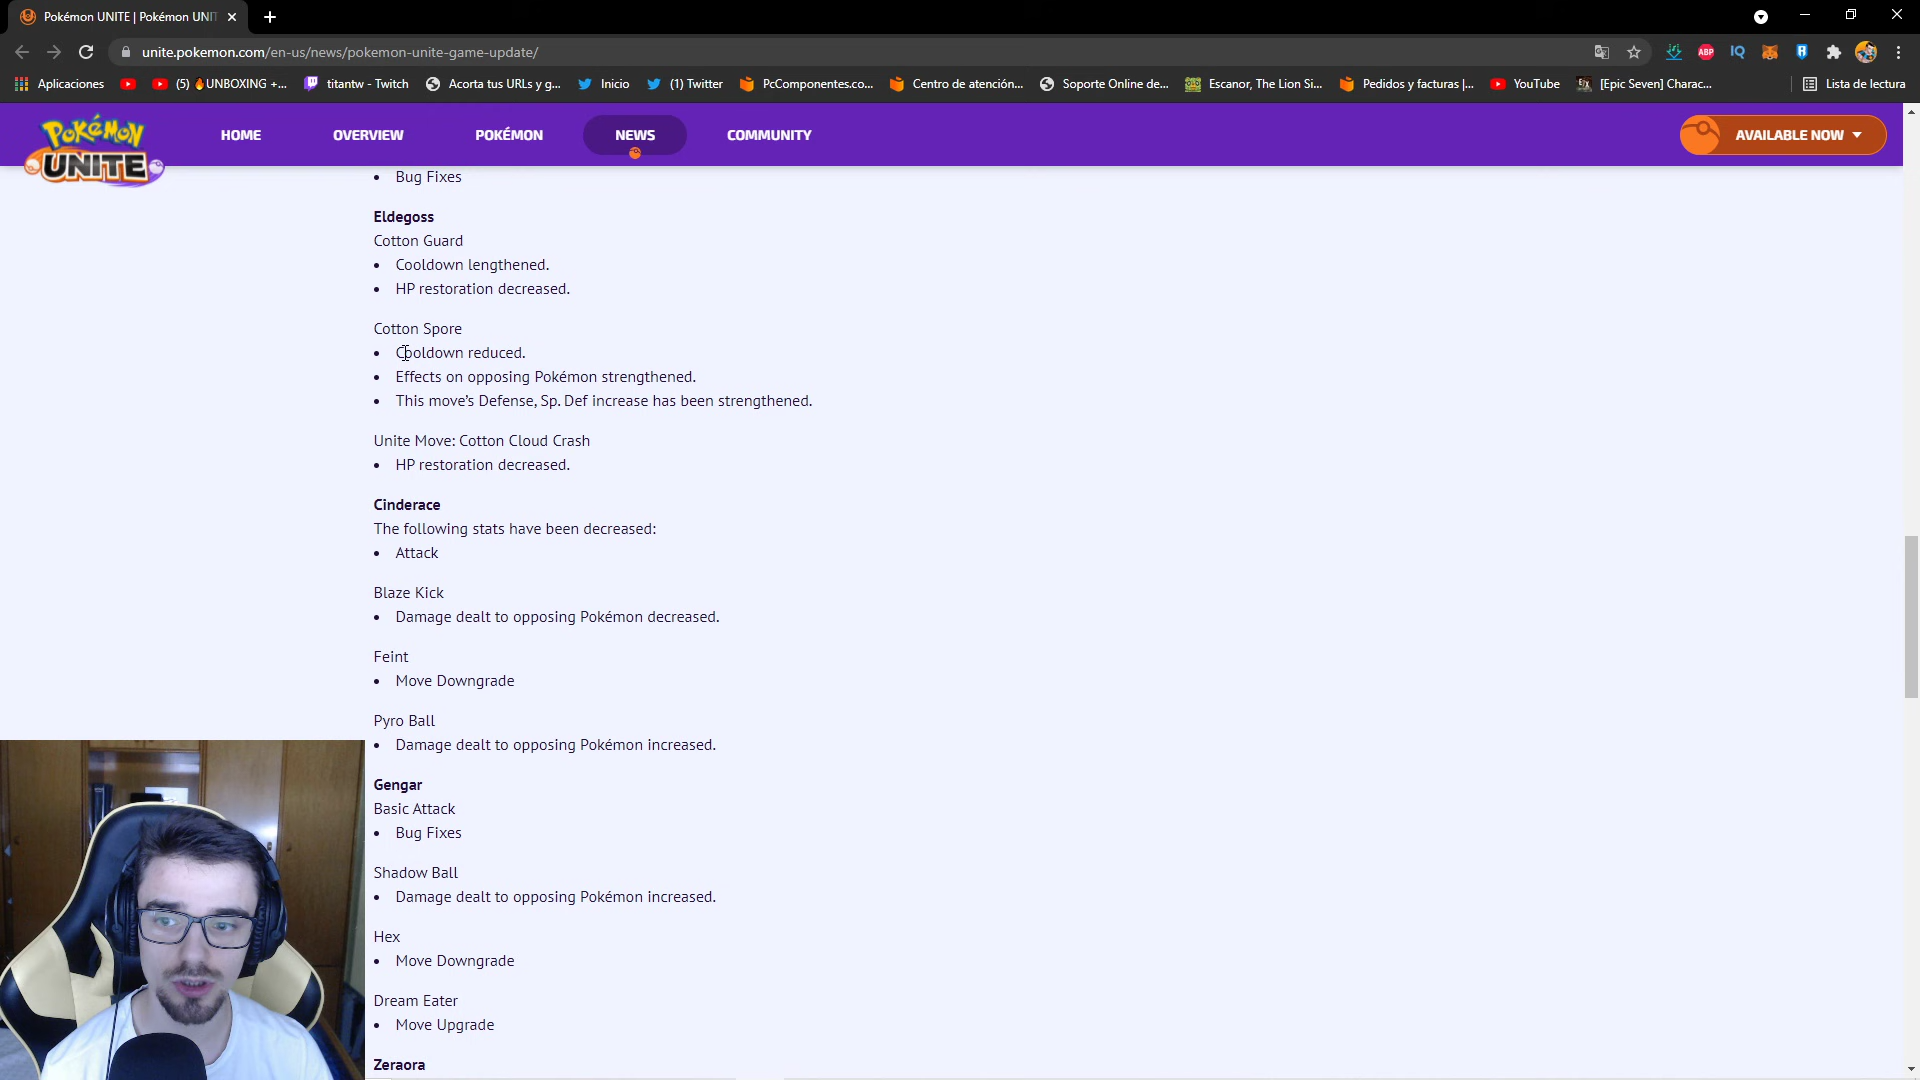 Pokémon UNITE | Pokémon UNIT
unite.pokemon.com/en-us/news/pokemon-unite-game-update/
ABP
IQ
Aplicaciones
(5) 🔥UNBOXING +...
titantw - Twitch
Acorta tus URLs y g...
Inicio
(1) Twitter
PcComponentes.co...
Centro de atención...
Soporte Online de...
Escanor, The Lion Si...
Pedidos y facturas |...
YouTube
[Epic Seven] Charac...
Lista de lectura
POKÉMON
UNITE
HOME
OVERVIEW
POKÉMON
NEWS
COMMUNITY
AVAILABLE NOW
• Bug Fixes
Eldegoss
Cotton Guard
• Cooldown lengthened.
• HP restoration decreased.
Cotton Spore
• Cooldown reduced.
• Effects on opposing Pokémon strengthened.
• This move’s Defense, Sp. Def increase has been strengthened.
Unite Move: Cotton Cloud Crash
• HP restoration decreased.
Cinderace
The following stats have been decreased:
• Attack
Blaze Kick
• Damage dealt to opposing Pokémon decreased.
Feint
• Move Downgrade
Pyro Ball
• Damage dealt to opposing Pokémon increased.
Gengar
Basic Attack
• Bug Fixes
Shadow Ball
• Damage dealt to opposing Pokémon increased.
Hex
• Move Downgrade
Dream Eater
• Move Upgrade
Zeraora